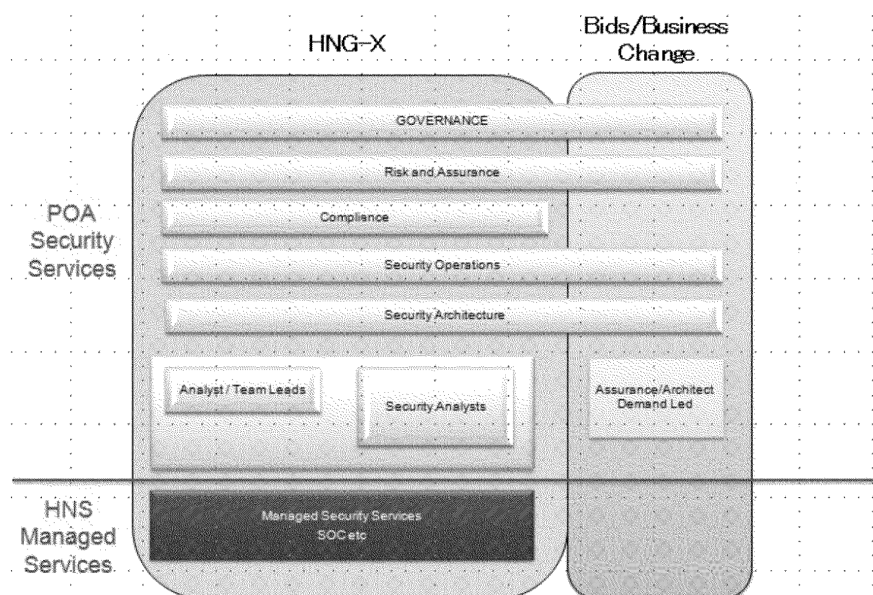 HNG-X
Bids/Business
Change
GOVERNANCE
Risk and Assurance
Compliance
POA
Security
Services
Security Operations
Security Architecture
Analyst / Team Leads
Security Analysts
Assurance/Architect
Demand Led
HNS
Managed
Services
Managed Security Services
SOC etc